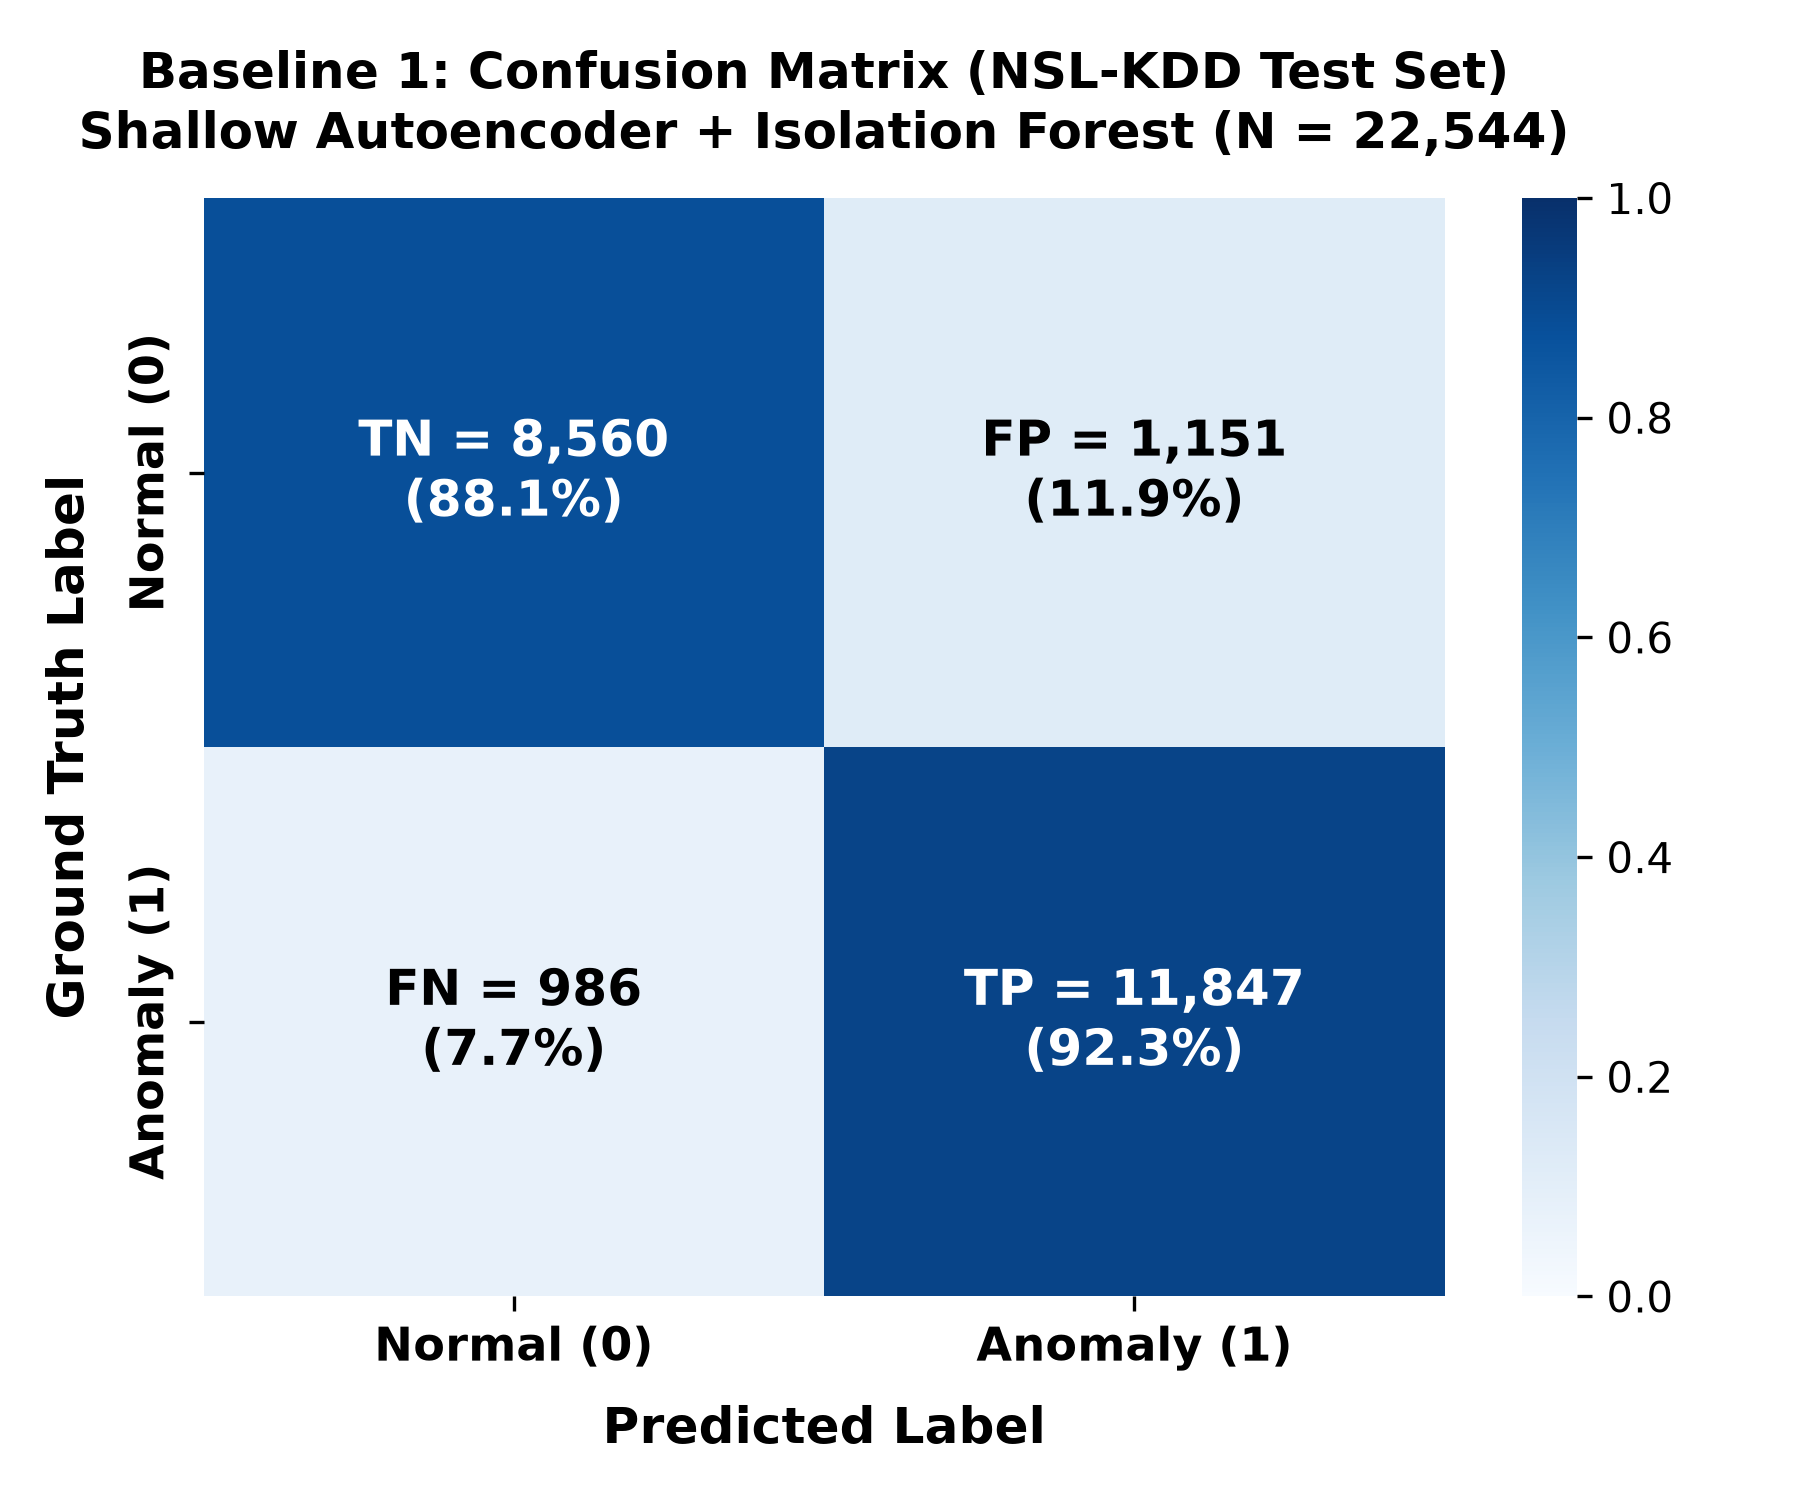 Baseline 1: Confusion Matrix (NSL-KDD Test Set)
Shallow Autoencoder + Isolation Forest (N = 22,544)
Ground Truth Label
Normal (0)
TN = 8,560
(88.1%)
FP = 1,151
(11.9%)
Anomaly (1)
FN = 986
(7.7%)
TP = 11,847
(92.3%)
Normal (0)
Anomaly (1)
Predicted Label
1.0
0.8
0.6
0.4
0.2
0.0